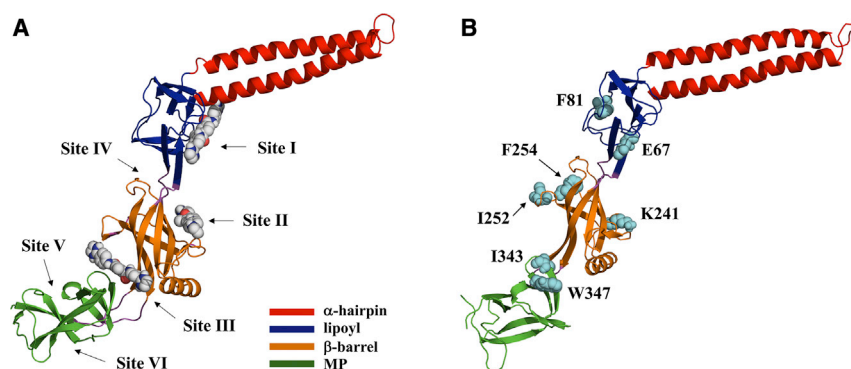 A
Site IV
Site I
Site II
Site V
Site III
Site VI
α-hairpin
lipoyl
β-barrel
MP
B
F81
E67
F254
I252
K241
I343
W347